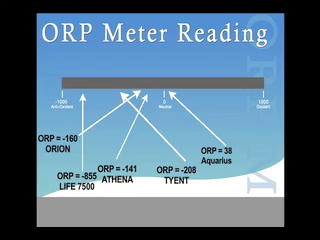 ORP Meter Reading
-1000
Anti-Oxidant
0
Neutral
1000
Oxidant
ORP = -160
ORION
ORP = -855
LIFE 7500
ORP = -141
ATHENA
ORP = -208
TYENT
ORP = 38
Aquarius